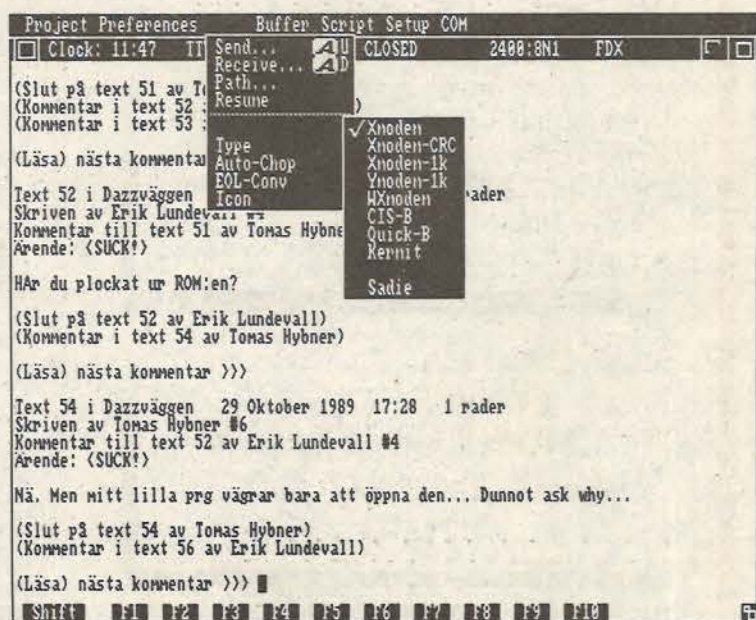 Project Preferences Buffer Script Setup COM
Clock: 11:47 CLOSED 2400:8N1 FDX
Send... A U
Receive... A D
Path...
Resume
Type
Auto-Chop
EOL-Conv
Icon
✓Xmodem
Xmodem-CRC
Xmodem-1k
Ymodem-1k
WXmodem
CIS-B
Quick-B
Kermit
Sadie
(Slut på text 51 av
(Kommentar i text 52 )
(Kommentar i text 53
(Läsa) nästa kommentar
Text 52 i Dazzväggen rader
Skriven av Erik Lundevall #4
Kommentar till text 51 av Tomas Hybne
Ärende: <SUCK!>
HAr du plockat ur ROM:en?
(Slut på text 52 av Erik Lundevall)
(Kommentar i text 54 av Tomas Hybner)
(Läsa) nästa kommentar >>>
Text 54 i Dazzväggen 29 Oktober 1989 17:28 1 rader
Skriven av Tomas Hybner #6
Kommentar till text 52 av Erik Lundevall #4
Ärende: <SUCK!>
Nä. Men mitt lilla prg vägrar bara att öppna den... Dunnot ask why...
(Slut på text 54 av Tomas Hybner)
(Kommentar i text 56 av Erik Lundevall)
(Läsa) nästa kommentar >>>
Shift F1 F2 F3 F4 F5 F6 F7 F8 F9 F10